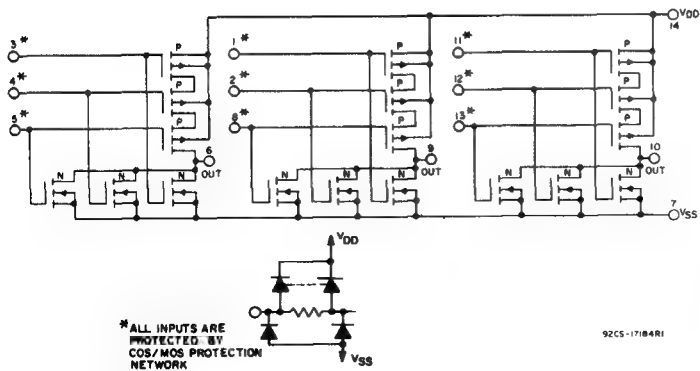 VDD
14
3*
P
1*
P
11*
P
4*
P
2*
P
12*
P
5*
P
8*
P
13*
P
6
OUT
9
OUT
10
OUT
N
N
N
N
N
N
N
N
N
7
VSS
VDD
VSS
*ALL INPUTS ARE
PROTECTED BY
COS/MOS PROTECTION
NETWORK
92CS-17184R1